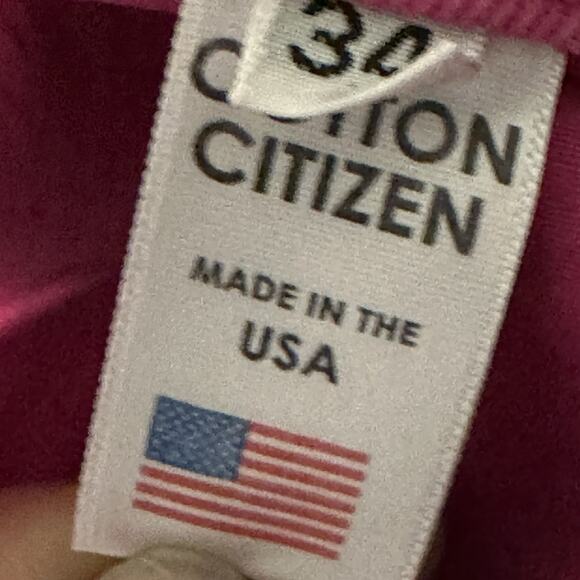 34
COTTON
CITIZEN
MADE IN THE
USA